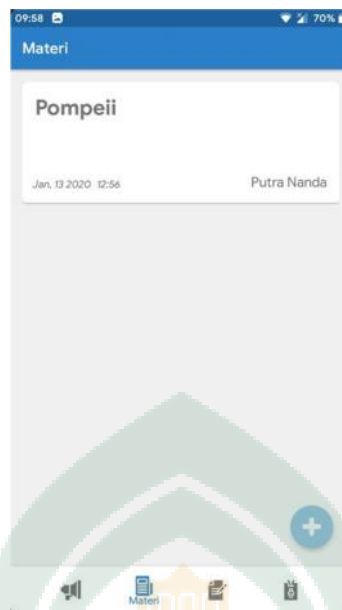 09:58 70%
Materi
Pompeii
Jan, 13 2020 12:56
Putra Nanda
Materi